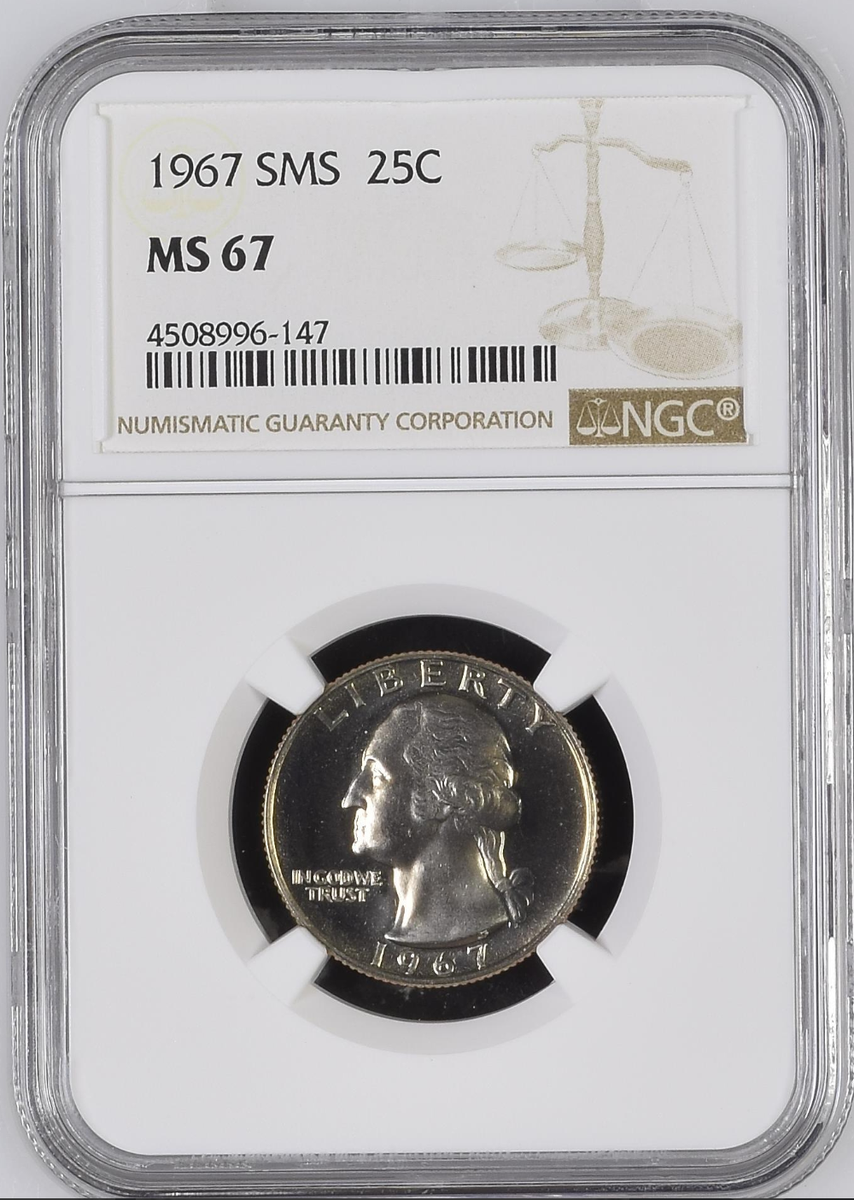 1967 SMS 25C
MS 67
4508996-147
NUMISMATIC GUARANTY CORPORATION
NGC®
LIBERTY
IN GOD WE
TRUST
1967